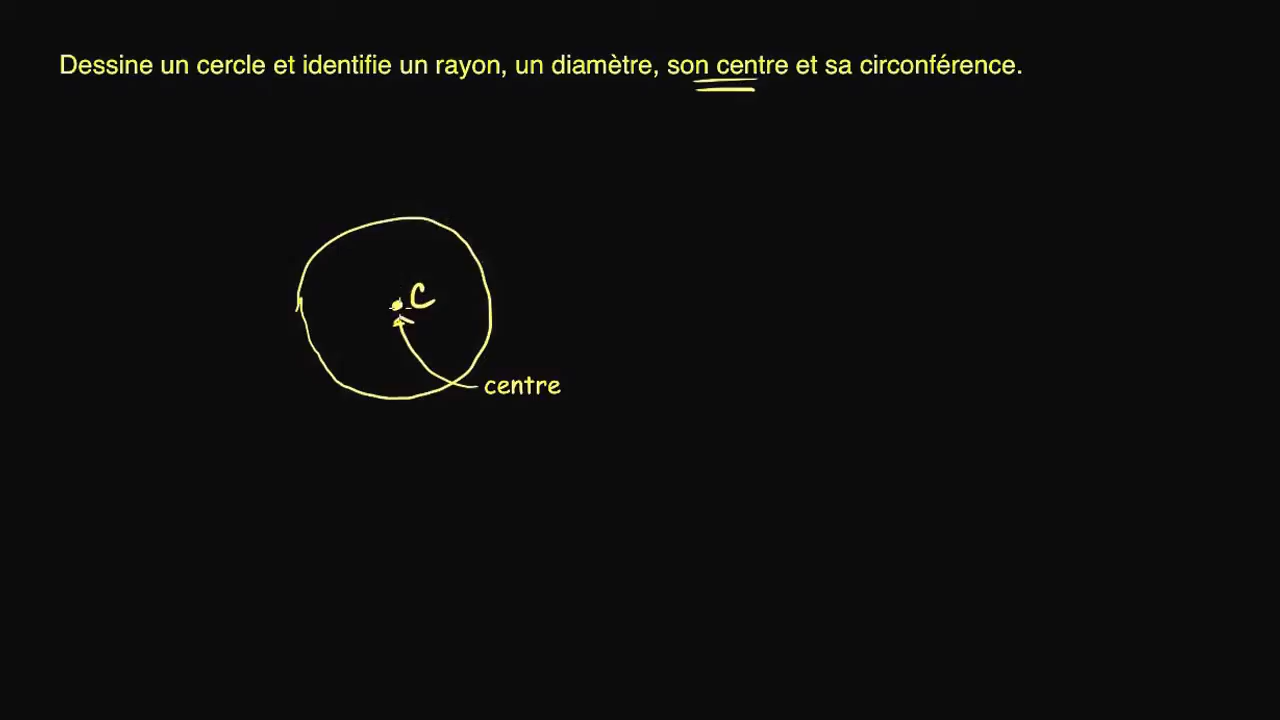 Dessine un cercle et identifie un rayon, un diamètre, son centre et sa circonférence.
C
centre